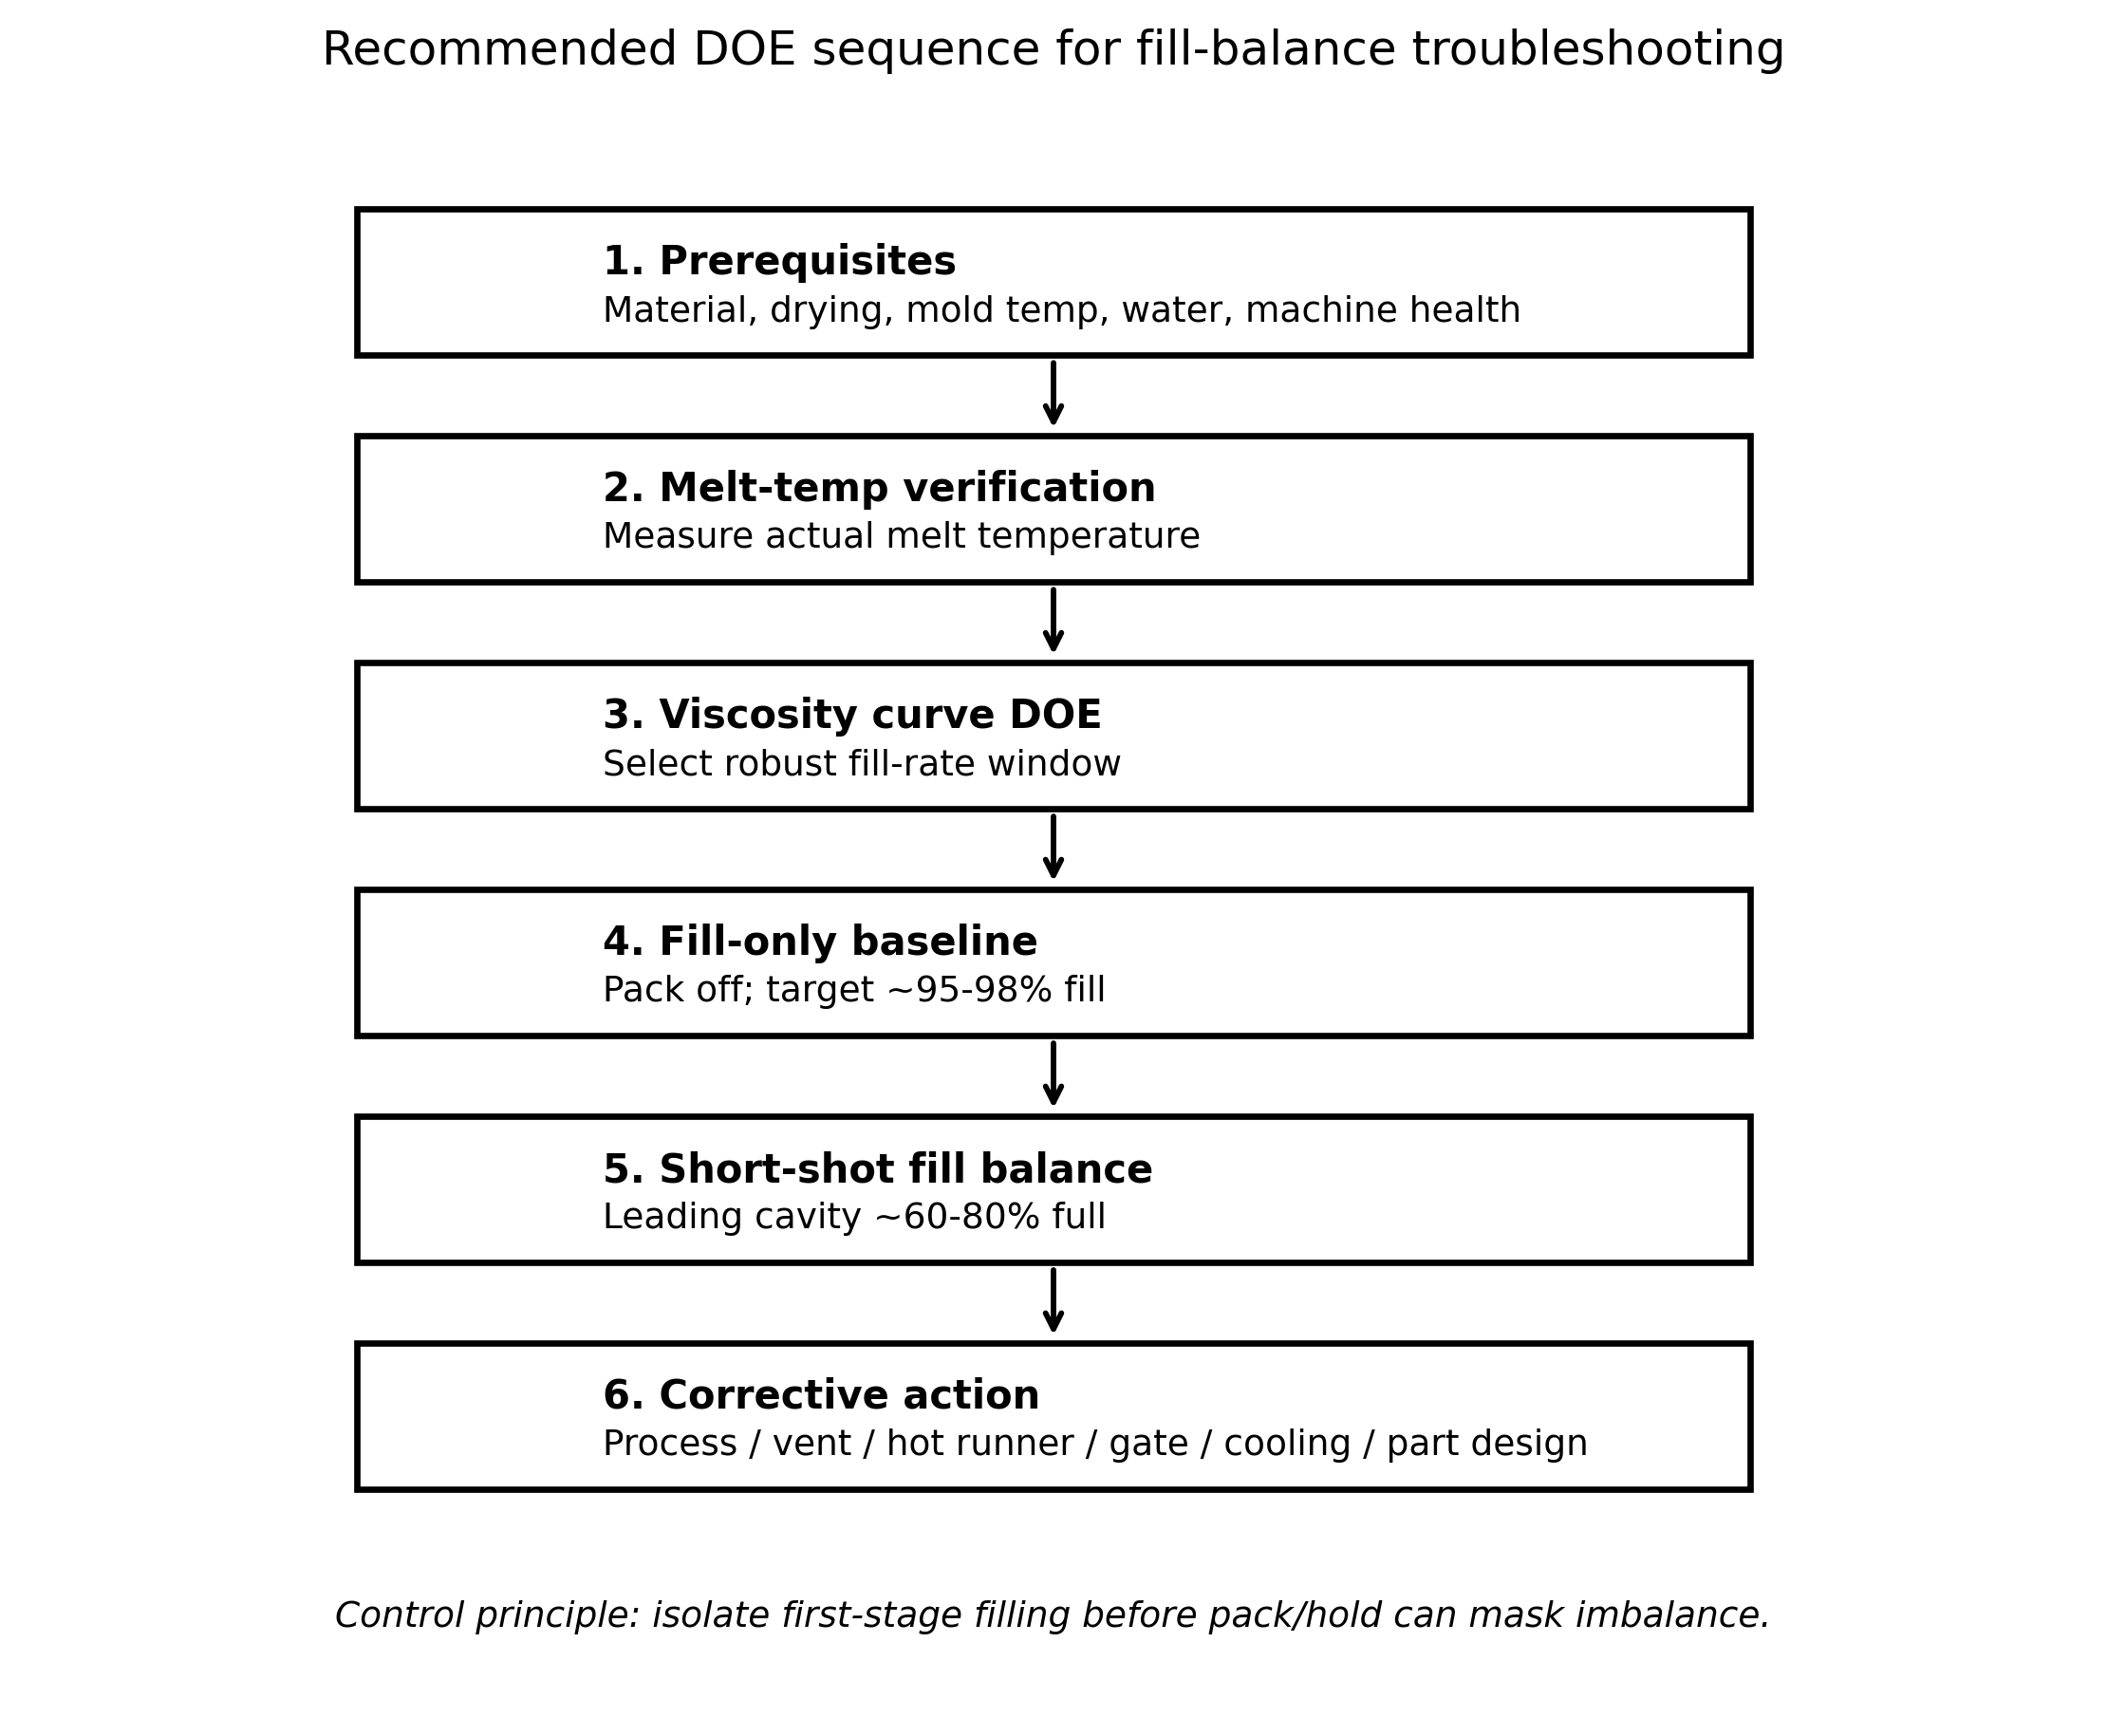 Recommended DOE sequence for fill-balance troubleshooting
1. Prerequisites
Material, drying, mold temp, water, machine health
2. Melt-temp verification
Measure actual melt temperature
3. Viscosity curve DOE
Select robust fill-rate window
4. Fill-only baseline
Pack off; target ~95-98% fill
5. Short-shot fill balance
Leading cavity ~60-80% full
6. Corrective action
Process / vent / hot runner / gate / cooling / part design
Control principle: isolate first-stage filling before pack/hold can mask imbalance.